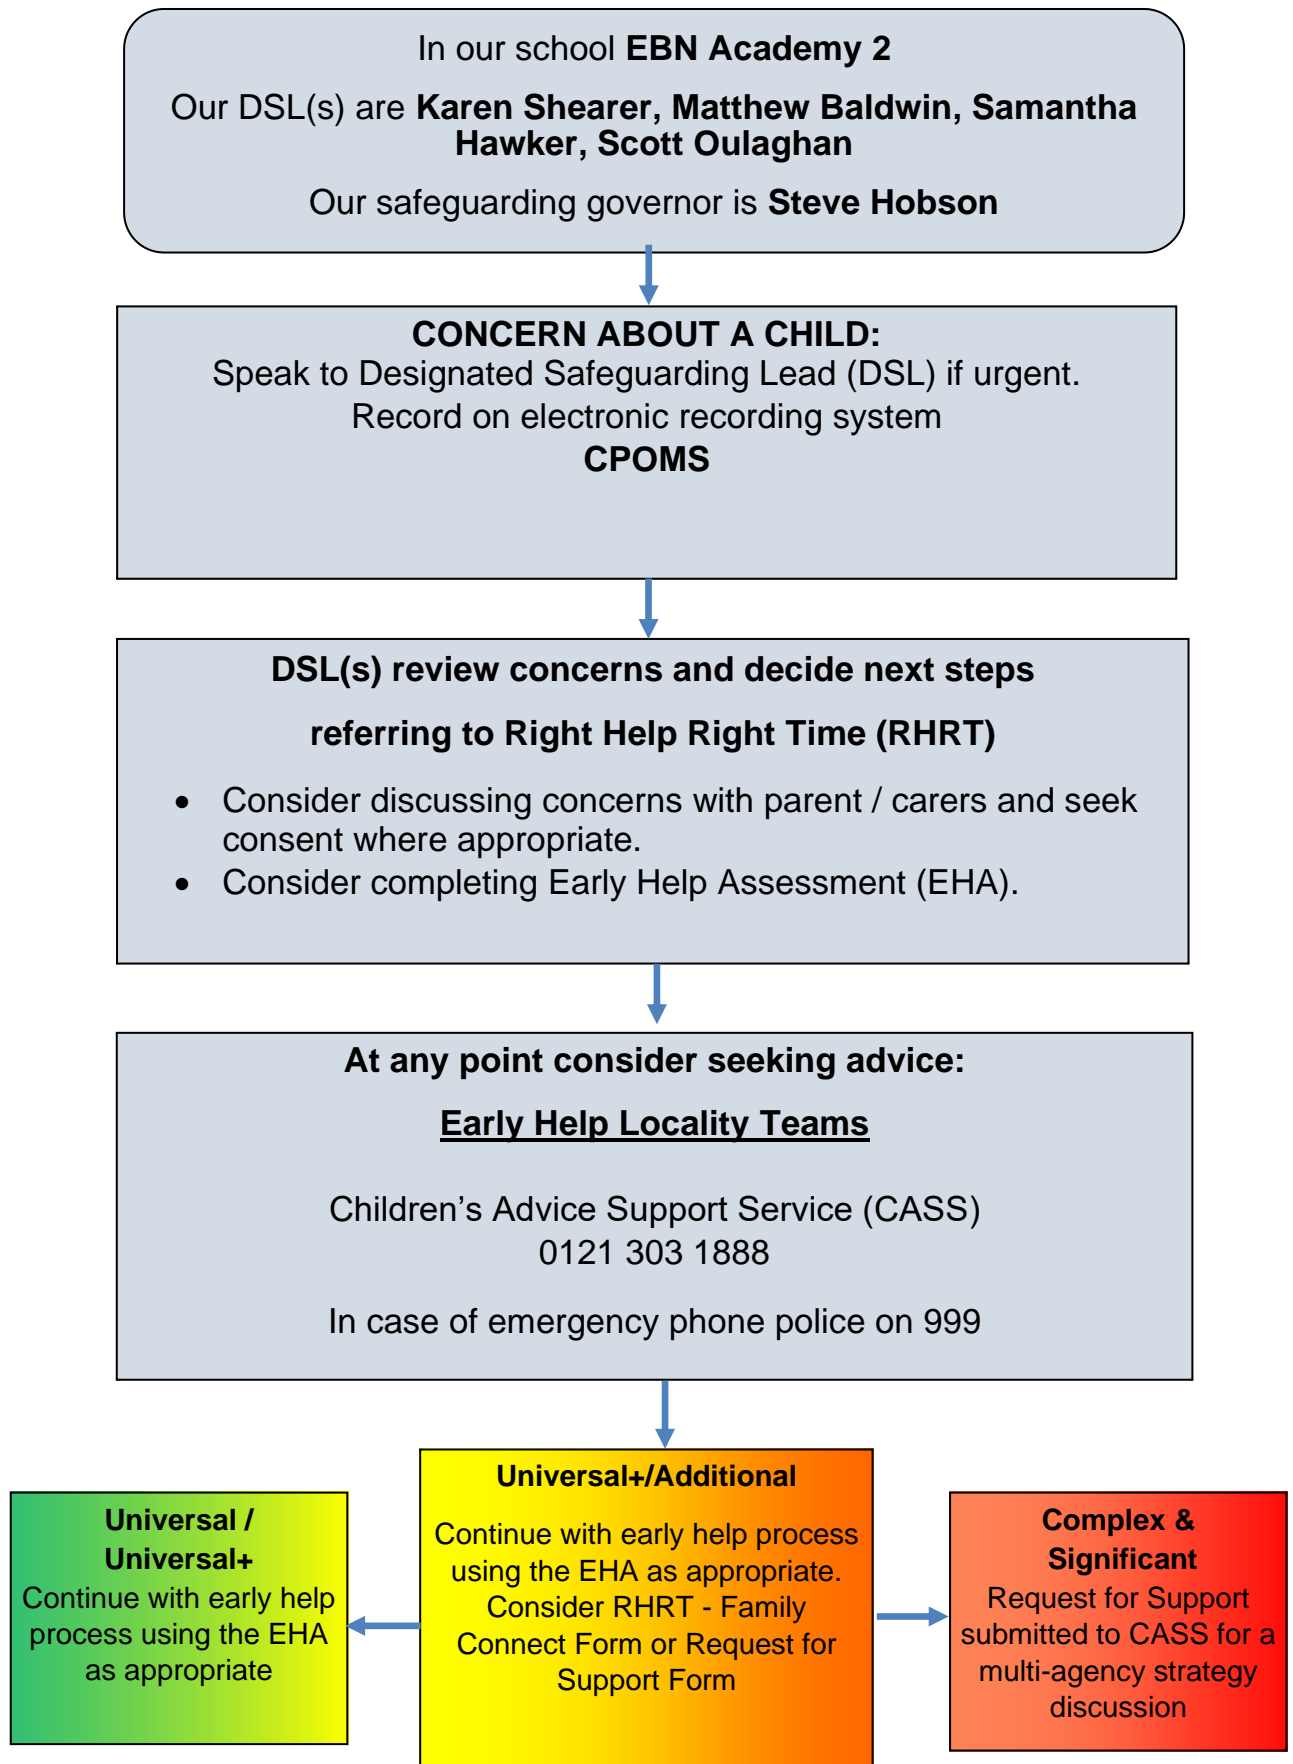 In our school EBN Academy 2
Our DSL(s) are Karen Shearer, Matthew Baldwin, Samantha
Hawker, Scott Oulaghan
Our safeguarding governor is Steve Hobson
CONCERN ABOUT A CHILD:
Speak to Designated Safeguarding Lead (DSL) if urgent.
Record on electronic recording system
CPOMS
DSL(s) review concerns and decide next steps
referring to Right Help Right Time (RHRT)
• Consider discussing concerns with parent / carers and seek
consent where appropriate.
• Consider completing Early Help Assessment (EHA).
At any point consider seeking advice:
Early Help Locality Teams
Children’s Advice Support Service (CASS)
0121 303 1888
In case of emergency phone police on 999
Universal /
Universal+
Continue with early help
process using the EHA
as appropriate
Universal+/Additional
Continue with early help process
using the EHA as appropriate.
Consider RHRT - Family
Connect Form or Request for
Support Form
Complex &
Significant
Request for Support
submitted to CASS for a
multi-agency strategy
discussion